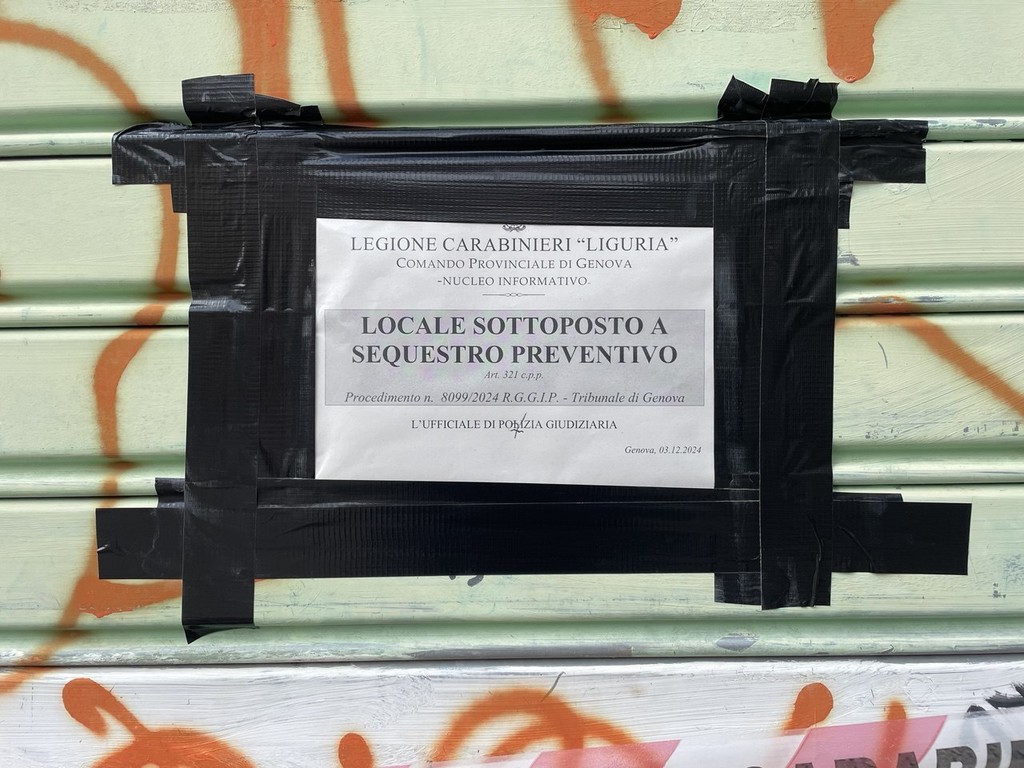 LEGIONE CARABINIERI “LIGURIA”
COMANDO PROVINCIALE DI GENOVA
-NUCLEO INFORMATIVO-
LOCALE SOTTOPOSTO A
SEQUESTRO PREVENTIVO
Art. 321 c.p.p.
Procedimento n. 8099/2024 R.G.G.I.P. - Tribunale di Genova
L'UFFICIALE DI POLIZIA GIUDIZIARIA
Genova, 03.12.2024